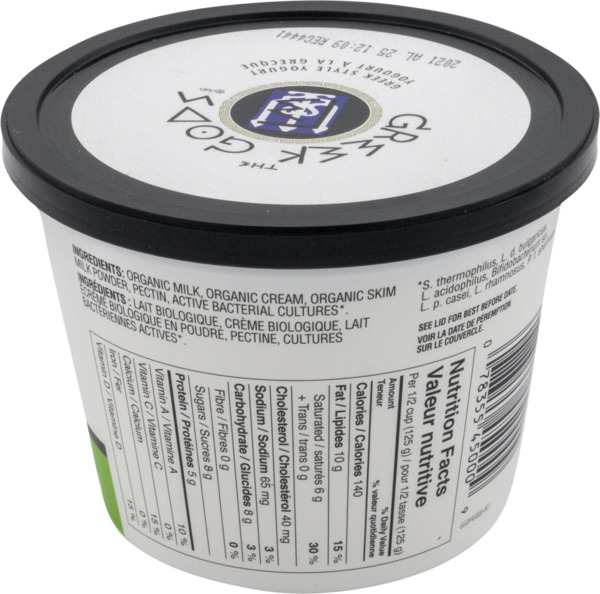 2021 AL 25 12:09 REC4441
GREEK STYLE YOGURT
YOGOURT À LA GRECQUE
THE
GREEK GODS
INGREDIENTS: ORGANIC MILK, ORGANIC CREAM, ORGANIC SKIM
MILK POWDER, PECTIN, ACTIVE BACTERIAL CULTURES*.
INGRÉDIENTS : LAIT BIOLOGIQUE, CRÈME BIOLOGIQUE, LAIT
ÉCRÉMÉ BIOLOGIQUE EN POUDRE, PECTINE, CULTURES
BACTÉRIENNES ACTIVES*.
*S. thermophilus, L. d. bulgaricus,
L. acidophilus, Bifidobacterium
L. p. casei, L. rhamnosus,
SEE LID FOR BEST BEFORE DATE.
VOIR LA DATE DE PÉREMPTION
SUR LE COUVERCLE.
Nutrition Facts
Valeur nutritive
Per 1/2 cup (125 g) / pour 1/2 tasse (125 g)
Amount % Daily Value
Teneur % valeur quotidienne
Calories / Calories 140
Fat / Lipides 10 g 15 %
Saturated / saturés 6 g
+ Trans / trans 0 g 30 %
Cholesterol / Cholestérol 40 mg
Sodium / Sodium 65 mg 3 %
Carbohydrate / Glucides 8 g 3 %
Fibre / Fibres 0 g 0 %
Sugars / Sucres 8 g
Protein / Protéines 5 g
Vitamin A / Vitamine A 10 %
Vitamin C / Vitamine C 0 %
Calcium / Calcium 15 %
Iron / Fer 0 %
Vitamin D / Vitamine D 15 %